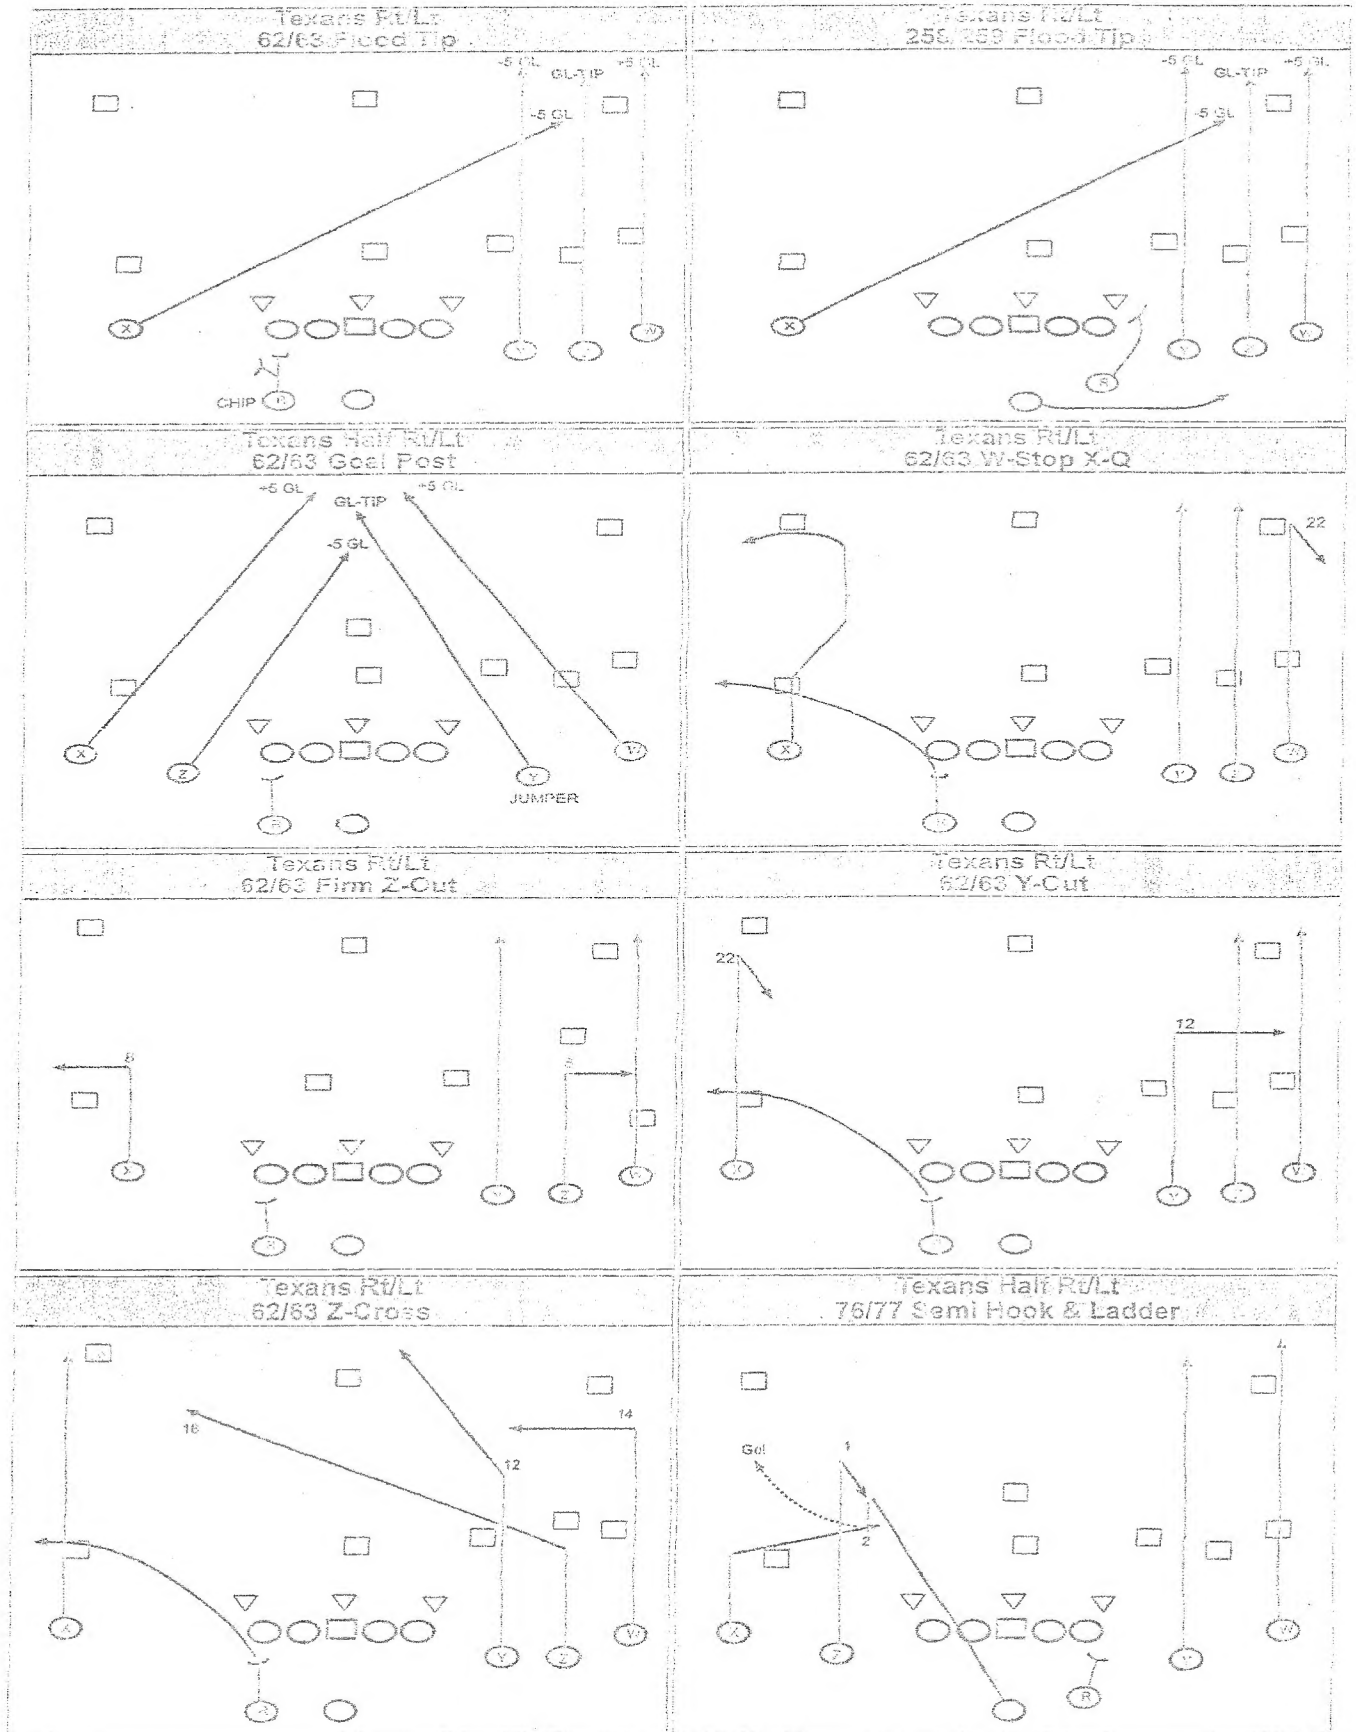 Texans Rt/Lt
62/63 Flood Tip
-5 GL
GL-TIP
+5 GL
-5 GL
X
Y
W
CHIP
Texans Rt/Lt
258/259 Flood Tip
-5 GL
GL-TIP
+5 GL
-5 GL
X
Y
Z
W
Texans Half Rt/Lt
62/63 Goal Post
+5 GL
+5 GL
GL-TIP
-5 GL
X
W
Z
Y
JUMPER
R
Texans Rt/Lt
62/63 W-Stop X-Q
22
X
W
Y
Z
R
Texans Rt/Lt
62/63 Firm Z-Out
8
X
Y
Z
W
R
Texans Rt/Lt
62/63 Y-Cut
22
12
X
Y
Texans Rt/Lt
62/63 Z-Cross
14
16
12
X
W
Y
Z
R
Texans Half Rt/Lt
76/77 Semi Hook & Ladder
1
Go!
2
X
W
Z
Y
R